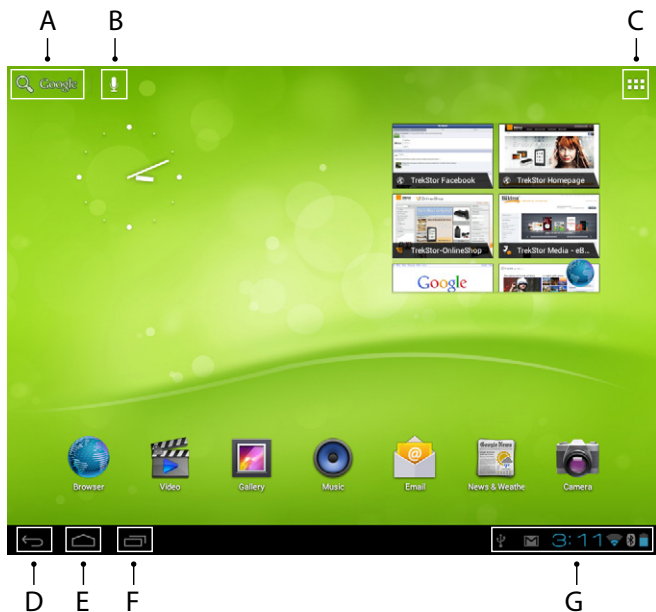 A B C
Google
TrekStor Facebook TrekStor Homepage
TrekStor-OnlineShop TrekStor Media - eB...
Google
Browser Video Gallery Music Email News & Weathe Camera
3:11
D E F G